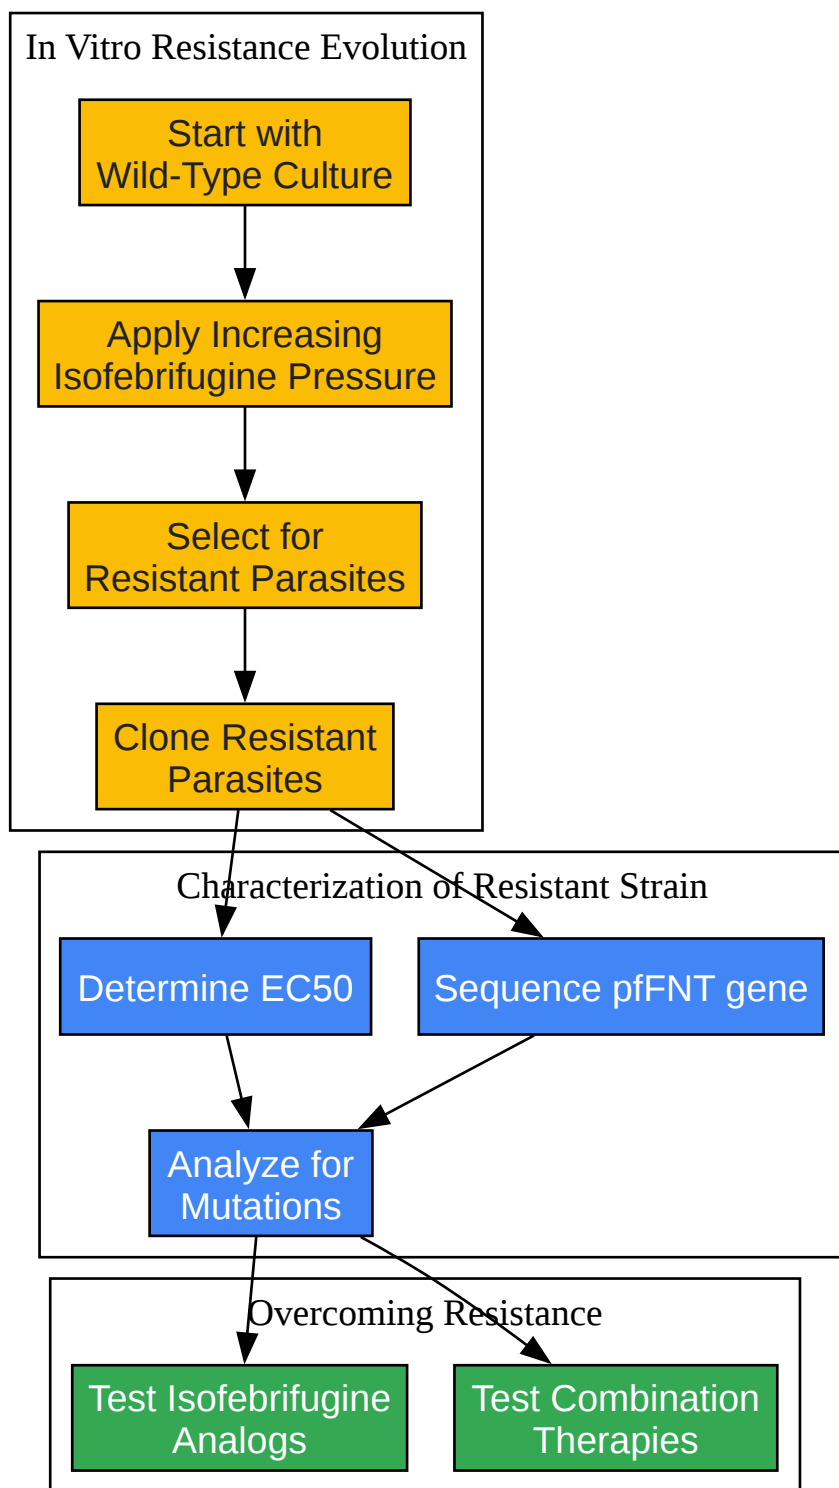 In Vitro Resistance Evolution
Start with
Wild-Type Culture
Apply Increasing
Isofebrifugine Pressure
Select for
Resistant Parasites
Clone Resistant
Parasites
Characterization of Resistant Strain
Determine EC50
Sequence pfFNT gene
Analyze for
Mutations
Overcoming Resistance
Test Isofebrifugine
Analogs
Test Combination
Therapies